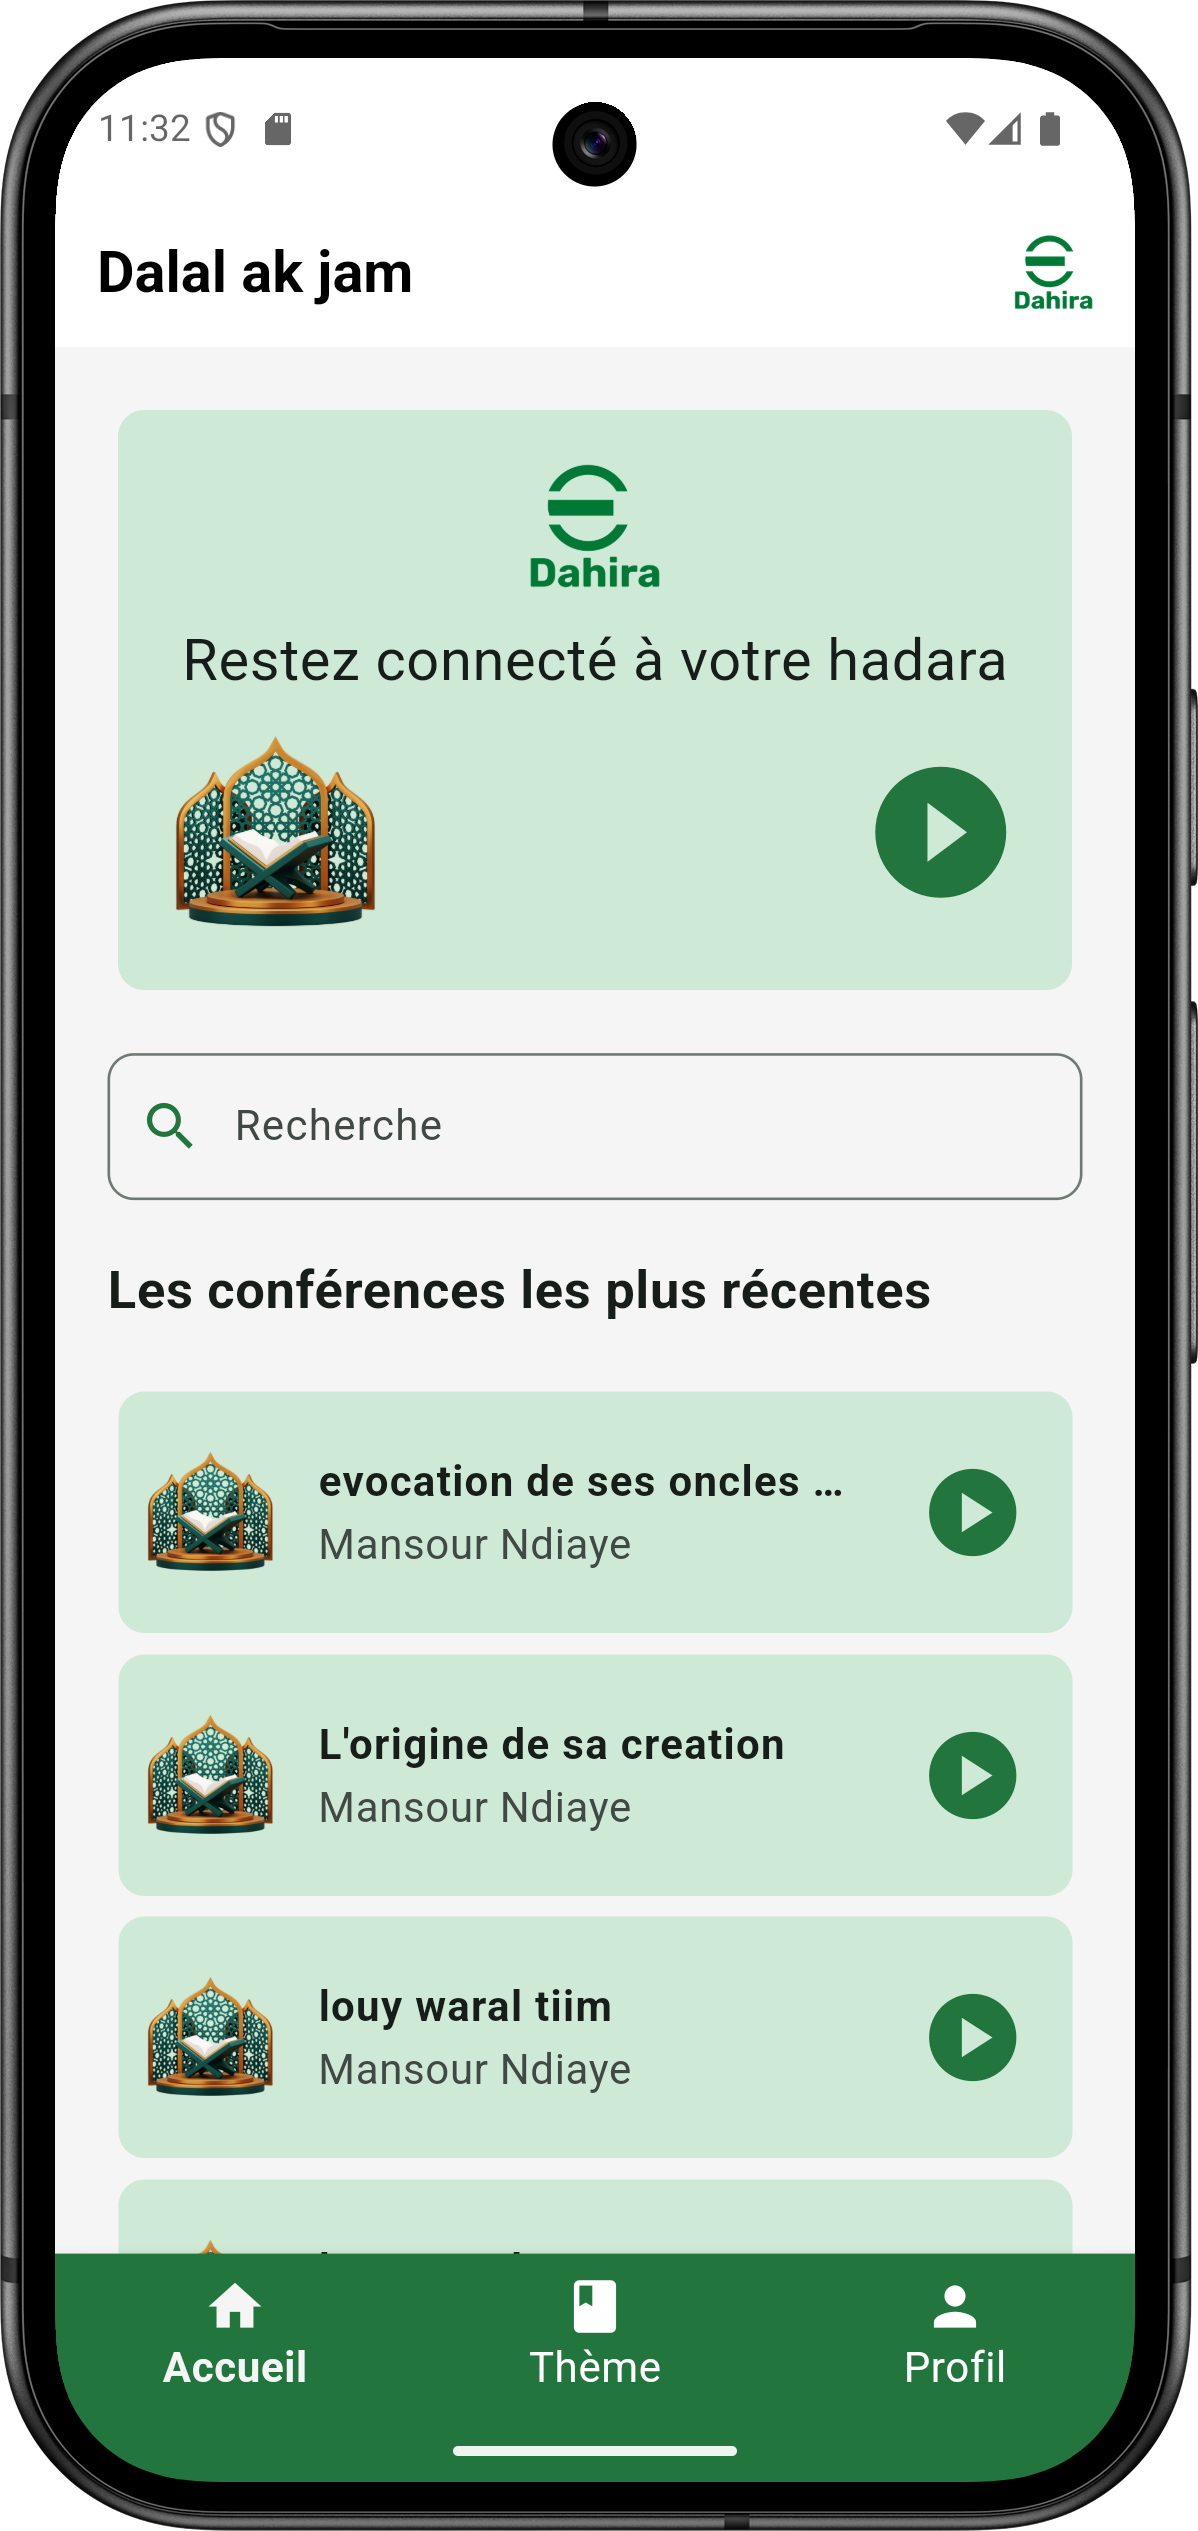 11:32
Dalal ak jam
Dahira
Dahira
Restez connecté à votre hadara
Recherche
Les conférences les plus récentes
evocation de ses oncles ...
Mansour Ndiaye
L'origine de sa creation
Mansour Ndiaye
louy waral tiim
Mansour Ndiaye
Accueil
Thème
Profil